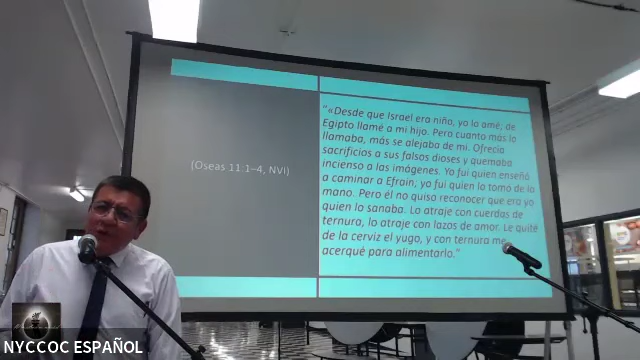 (Oseas 11:1–4, NVI)
"«Desde que Israel era niño, yo lo amé; de
Egipto llamé a mi hijo. Pero cuanto más lo
llamaba, más se alejaba de mí. Ofrecía
sacrificios a sus falsos dioses y quemaba
incienso a las imágenes. Yo fui quien enseñó
a caminar a Efraín; yo fui quien lo tomó de la
mano. Pero él no quiso reconocer que era yo
quien lo sanaba. Lo atraje con cuerdas de
ternura, lo atraje con lazos de amor. Le quité
de la cerviz el yugo, y con ternura me
acerqué para alimentarlo."
NYCCOC ESPAÑOL